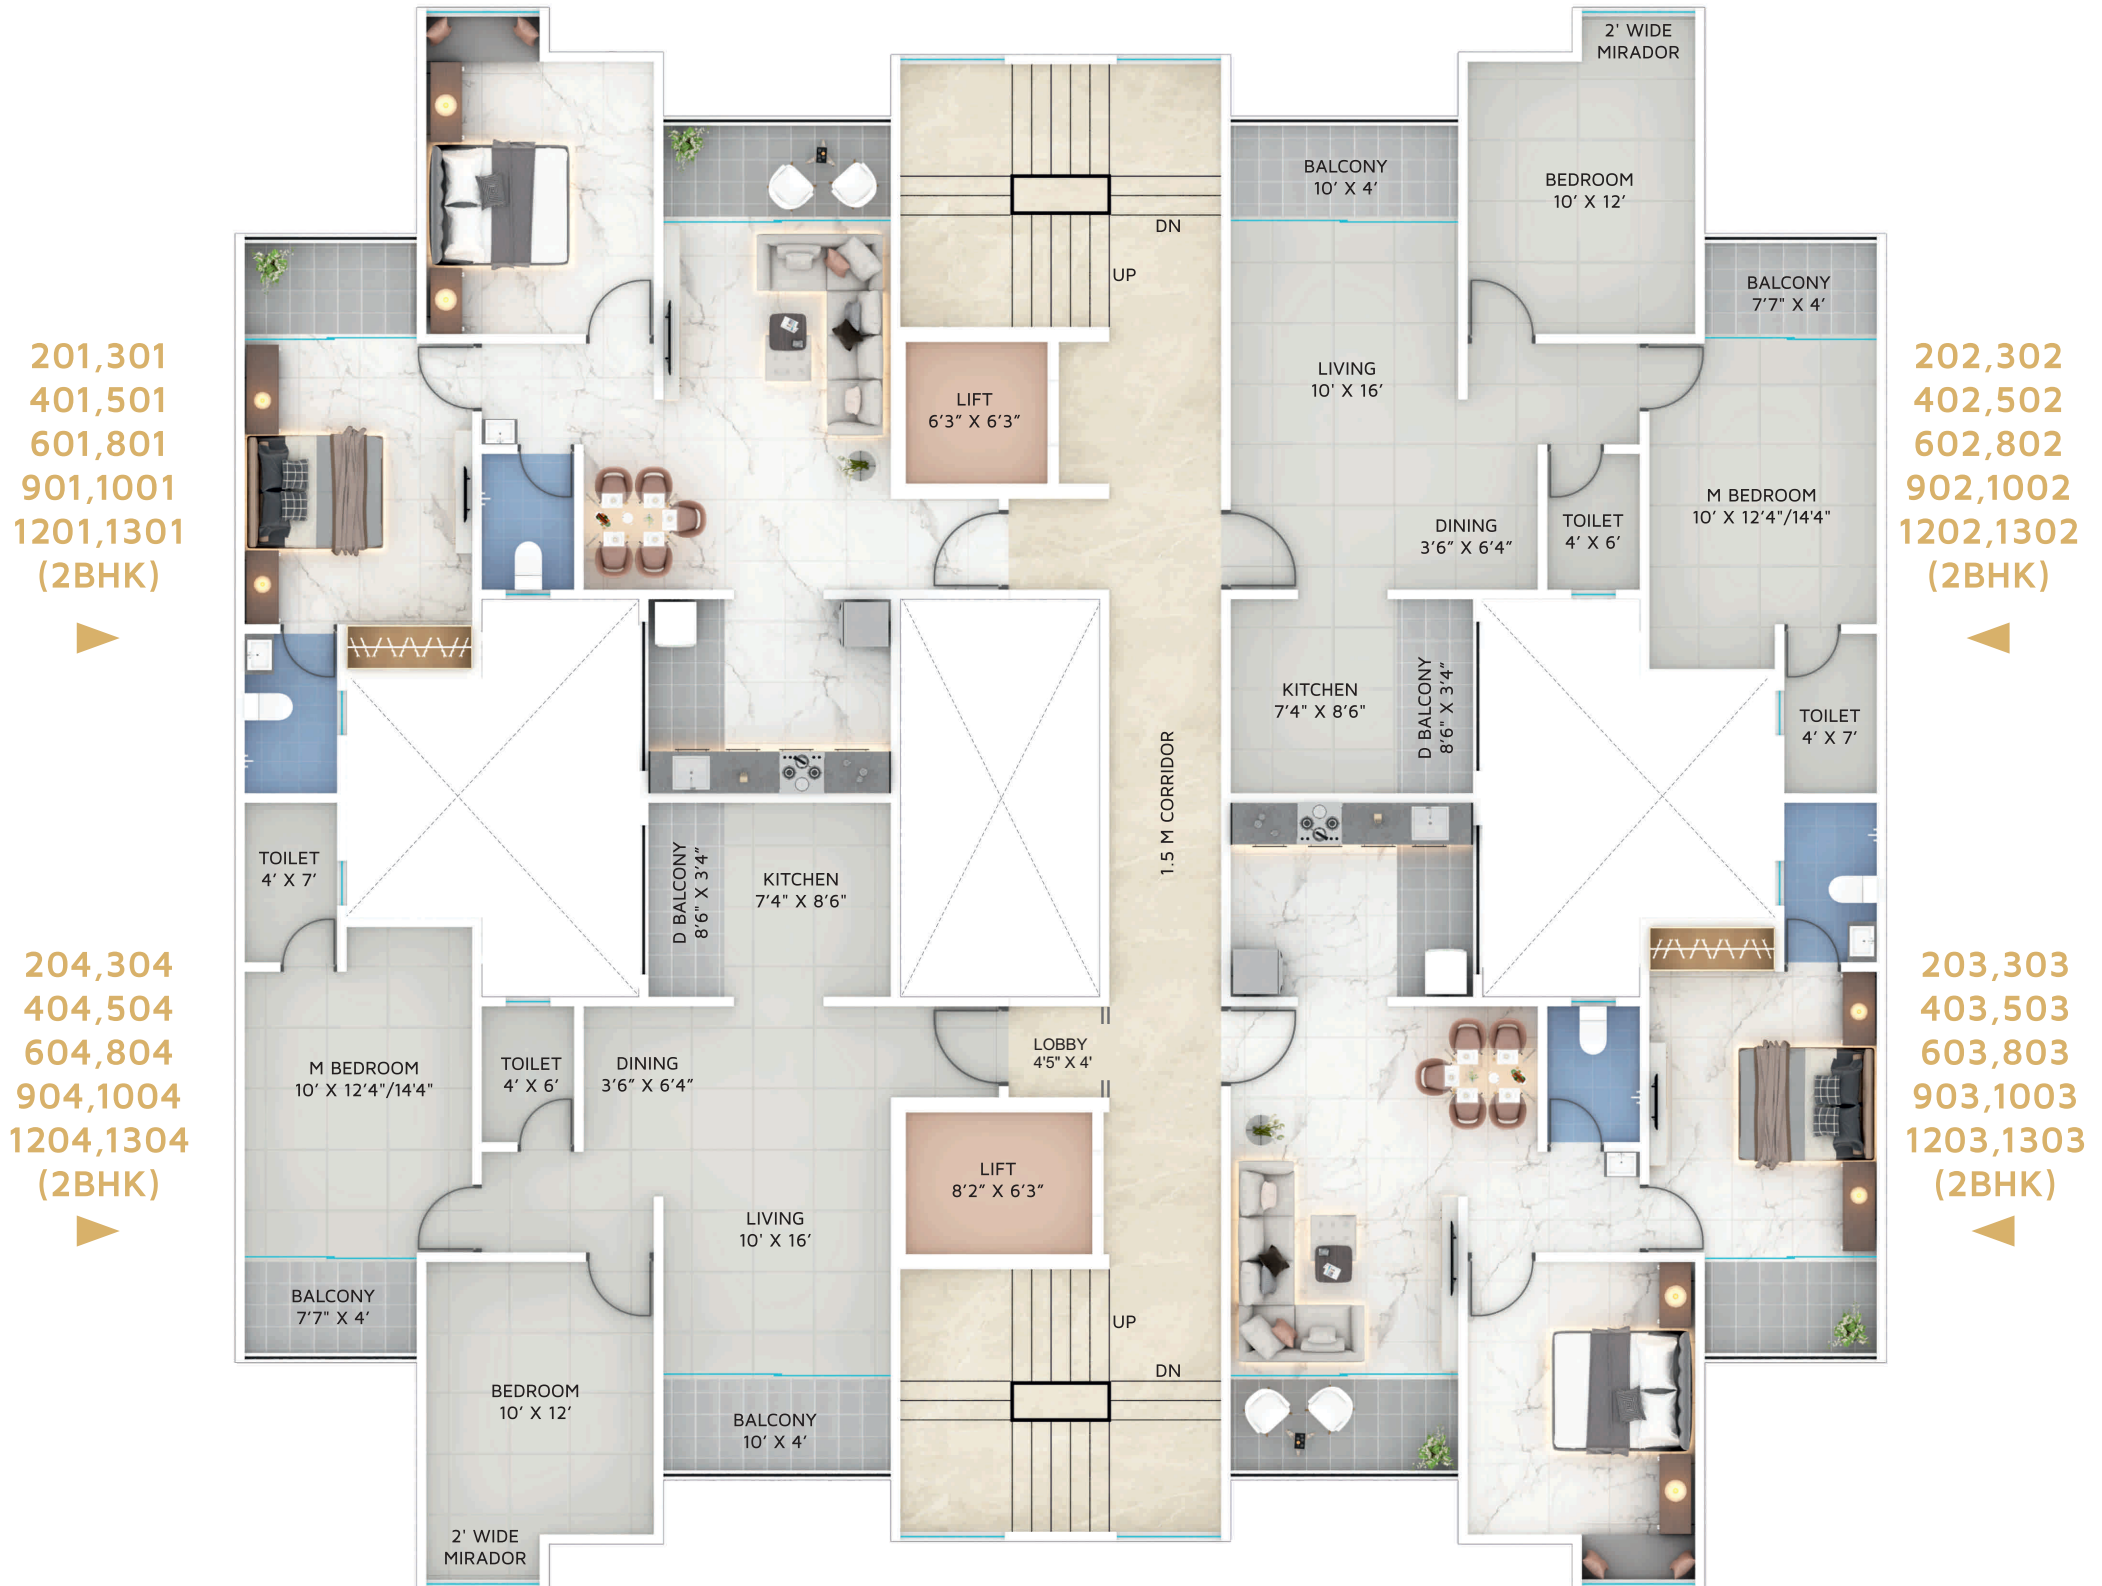 2' WIDE
MIRADOR
BALCONY
10' X 4'
BEDROOM
10' X 12'
DN
UP
BALCONY
7'7" X 4'
LIVING
10' X 16'
LIFT
6'3" X 6'3"
201,301
401,501
601,801
901,1001
1201,1301
(2BHK)
202,302
402,502
602,802
902,1002
1202,1302
(2BHK)
M BEDROOM
10' X 12'4"/14'4"
DINING
3'6" X 6'4"
TOILET
4' X 6'
KITCHEN
7'4" X 8'6"
D BALCONY
8'6" X 3'4"
TOILET
4' X 7'
1.5 M CORRIDOR
TOILET
4' X 7'
D BALCONY
8'6" X 3'4"
KITCHEN
7'4" X 8'6"
204,304
404,504
604,804
904,1004
1204,1304
(2BHK)
203,303
403,503
603,803
903,1003
1203,1303
(2BHK)
M BEDROOM
10' X 12'4"/14'4"
TOILET
4' X 6'
DINING
3'6" X 6'4"
LOBBY
4'5" X 4'
LIFT
8'2" X 6'3"
LIVING
10' X 16'
BALCONY
7'7" X 4'
UP
DN
BEDROOM
10' X 12'
BALCONY
10' X 4'
2' WIDE
MIRADOR